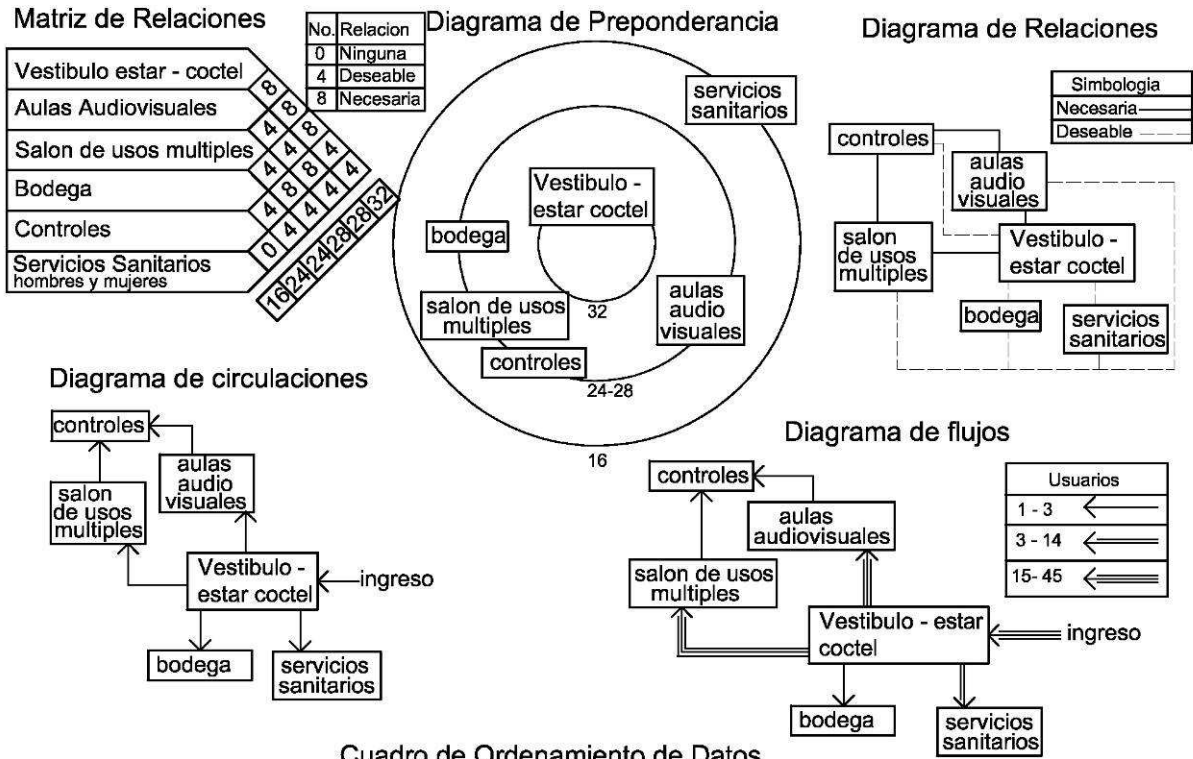 Matriz de Relaciones
Vestibulo estar - coctel
Aulas Audiovisuales
Salon de usos multiples
Bodega
Controles
Servicios Sanitarios
hombres y mujeres
8
8 8
4 8
4 4 4
4 8 4
4 8 4
4 4
0 4
16 24 24 28 28 32
No. Relacion
0 Ninguna
4 Deseable
8 Necesaria
Diagrama de Preponderancia
servicios
sanitarios
Vestibulo -
estar coctel
bodega
aulas
audio
visuales
salon de usos
multiples
controles
32
24-28
16
Diagrama de Relaciones
Simbologia
Necesaria
Deseable
controles
aulas
audio
visuales
salon
de usos
multiples
Vestibulo -
estar coctel
bodega
servicios
sanitarios
Diagrama de circulaciones
controles
aulas
audio
visuales
salon
de usos
multiples
Vestibulo -
estar coctel
ingreso
bodega
servicios
sanitarios
Diagrama de flujos
controles
aulas
audiovisuales
salon de usos
multiples
Vestibulo - estar
coctel
ingreso
bodega
servicios
sanitarios
Usuarios
1 - 3
3 - 14
15- 45
Cuadro de Ordenamiento de Datos